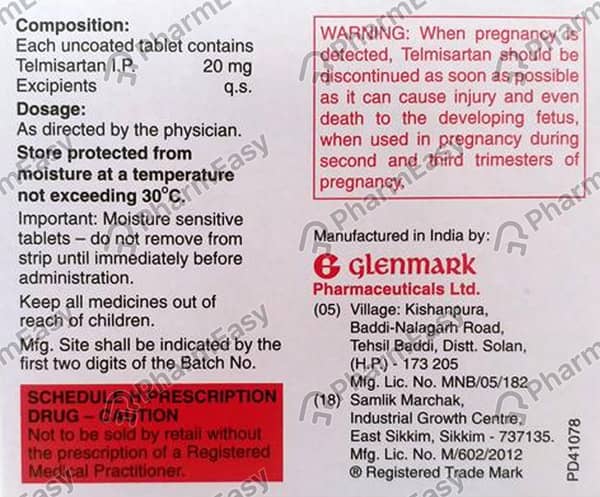 Composition:
Each uncoated tablet contains
Telmisartan I.P. 20 mg
Excipients q.s.
Dosage:
As directed by the physician.
Store protected from
moisture at a temperature
not exceeding 30°C.
Important: Moisture sensitive
tablets – do not remove from
strip until immediately before
administration.
Keep all medicines out of
reach of children.
Mfg. Site shall be indicated by the
first two digits of the Batch No.
SCHEDULE H PRESCRIPTION
DRUG – CAUTION
Not to be sold by retail without
the prescription of a Registered
Medical Practitioner.
WARNING: When pregnancy is
detected, Telmisartan should be
discontinued as soon as possible
as it can cause injury and even
death to the developing fetus,
when used in pregnancy during
second and third trimesters of
pregnancy.
Manufactured in India by:
G glenmark
Pharmaceuticals Ltd.
(05) Village: Kishanpura,
Baddi-Nalagarh Road,
Tehsil Baddi, Distt. Solan,
(H.P.) - 173 205
Mfg. Lic. No. MNB/05/182
(18) Samlik Marchak,
Industrial Growth Centre,
East Sikkim, Sikkim - 737135.
Mfg. Lic. No. M/602/2012
® Registered Trade Mark
PD41078
PharmEasy